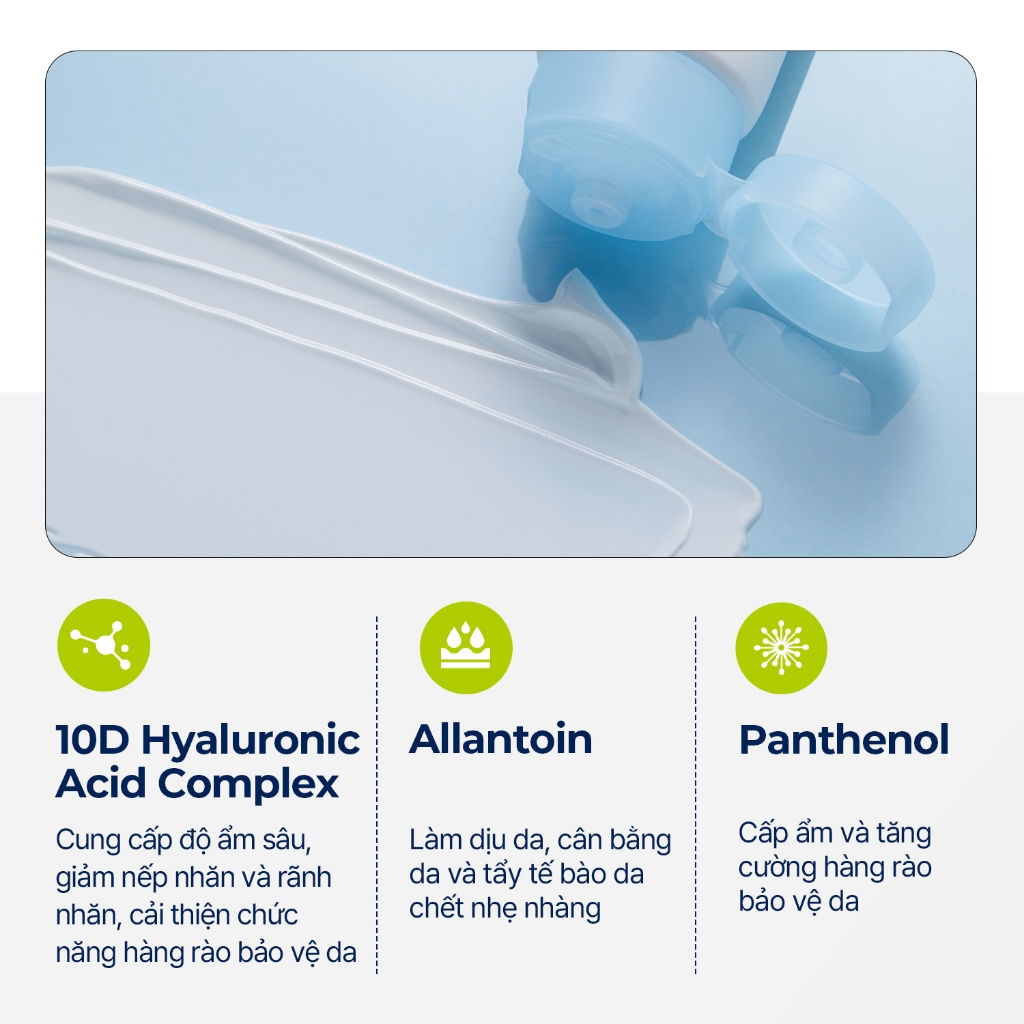 10D Hyaluronic
Acid Complex
Cung cấp độ ẩm sâu,
giảm nếp nhăn và rãnh
nhăn, cải thiện chức
năng hàng rào bảo vệ da
Allantoin
Làm dịu da, cân bằng
da và tẩy tế bào da
chết nhẹ nhàng
Panthenol
Cấp ẩm và tăng
cường hàng rào
bảo vệ da